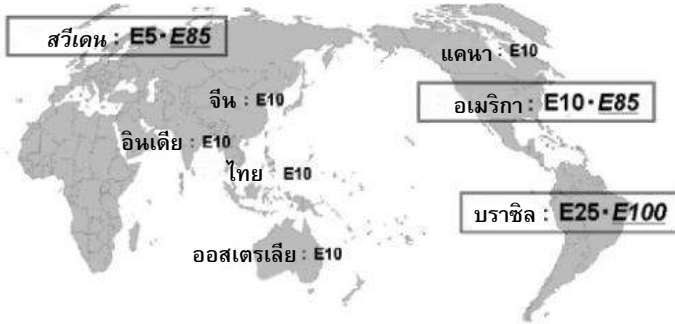 สวีเดน : E5·E85
แคนา : E10
จีน : E10
อเมริกา : E10·E85
อินเดีย : E10
ไทย : E10
บราซิล : E25·E100
ออสเตรเลีย : E10